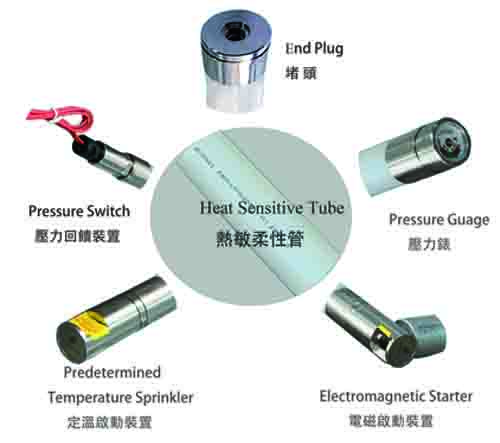 End Plug
堵頭
Pressure Switch
壓力回饋裝置
Heat Sensitive Tube
熱敏柔性管
Pressure Guage
壓力錶
Predetermined
Temperature Sprinkler
定溫啟動裝置
Electromagnetic Starter
電磁啟動裝置